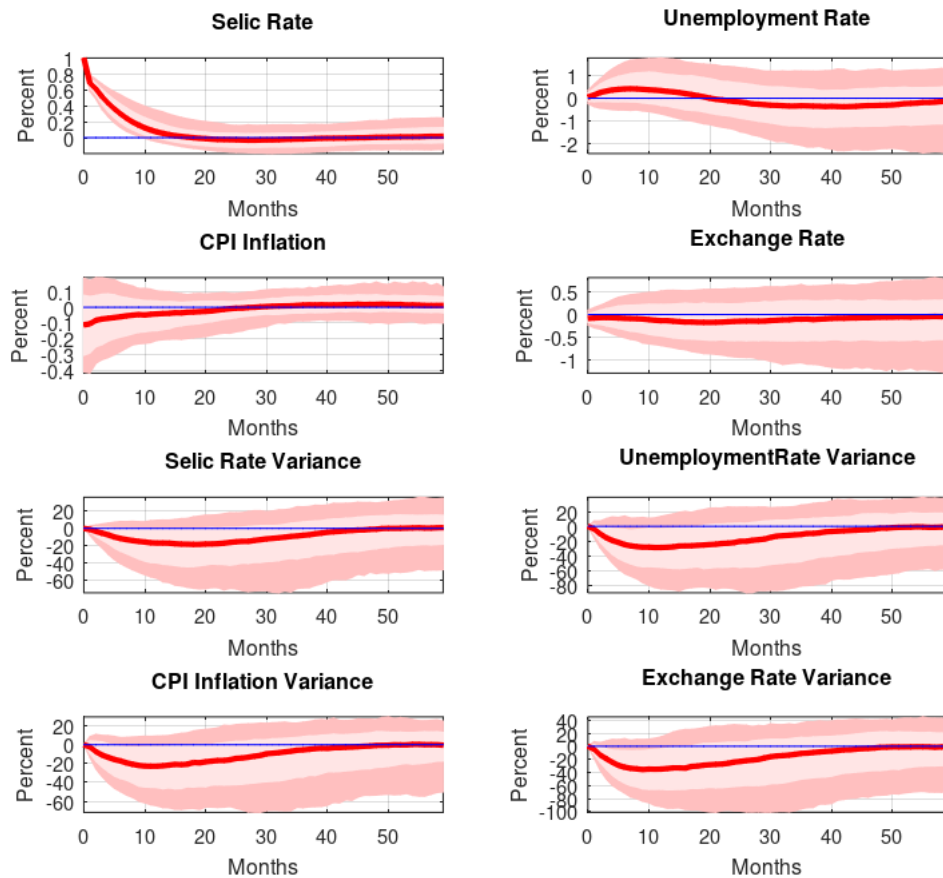 Selic Rate
Percent
1
0.8
0.6
0.4
0.2
0
0 10 20 30 40 50
Months
Unemployment Rate
Percent
1
0
-1
-2
0 10 20 30 40 50
Months
CPI Inflation
Percent
0.1
0
-0.1
-0.2
-0.3
-0.4
0 10 20 30 40 50
Months
Exchange Rate
Percent
0.5
0
-0.5
-1
0 10 20 30 40 50
Months
Selic Rate Variance
Percent
20
0
-20
-40
-60
0 10 20 30 40 50
Months
UnemploymentRate Variance
Percent
20
0
-20
-40
-60
-80
0 10 20 30 40 50
Months
CPI Inflation Variance
Percent
20
0
-20
-40
-60
0 10 20 30 40 50
Months
Exchange Rate Variance
Percent
40
20
0
-20
-40
-60
-80
-100
0 10 20 30 40 50
Months